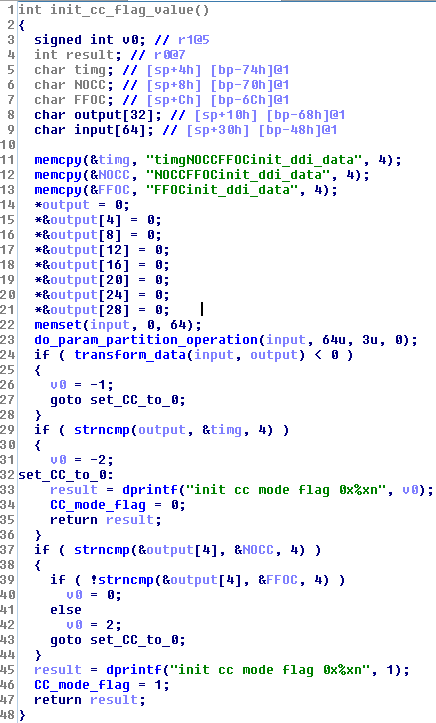 1 int init_cc_flag_value()
2 {
3 signed int v0; // r1@5
4 int result; // r0@7
5 char timg; // [sp+4h] [bp-74h]@1
6 char NOCC; // [sp+8h] [bp-70h]@1
7 char FFOC; // [sp+Ch] [bp-6Ch]@1
8 char output[32]; // [sp+10h] [bp-68h]@1
9 char input[64]; // [sp+30h] [bp-48h]@1
10
11 memcpy(&timg, "timgNOCCFFOCinit_ddi_data", 4);
12 memcpy(&NOCC, "NOCCFFOCinit_ddi_data", 4);
13 memcpy(&FFOC, "FFOCinit_ddi_data", 4);
14 *output = 0;
15 *&output[4] = 0;
16 *&output[8] = 0;
17 *&output[12] = 0;
18 *&output[16] = 0;
19 *&output[20] = 0;
20 *&output[24] = 0;
21 *&output[28] = 0;
22 memset(input, 0, 64);
23 do_param_partition_operation(input, 64u, 3u, 0);
24 if ( transform_data(input, output) < 0 )
25 {
26 v0 = -1;
27 goto set_CC_to_0;
28 }
29 if ( strncmp(output, &timg, 4) )
30 {
31 v0 = -2;
32 set_CC_to_0:
33 result = dprintf("init cc mode flag 0x%xn", v0);
34 CC_mode_flag = 0;
35 return result;
36 }
37 if ( strncmp(&output[4], &NOCC, 4) )
38 {
39 if ( !strncmp(&output[4], &FFOC, 4) )
40 v0 = 0;
41 else
42 v0 = 2;
43 goto set_CC_to_0;
44 }
45 result = dprintf("init cc mode flag 0x%xn", 1);
46 CC_mode_flag = 1;
47 return result;
48 }